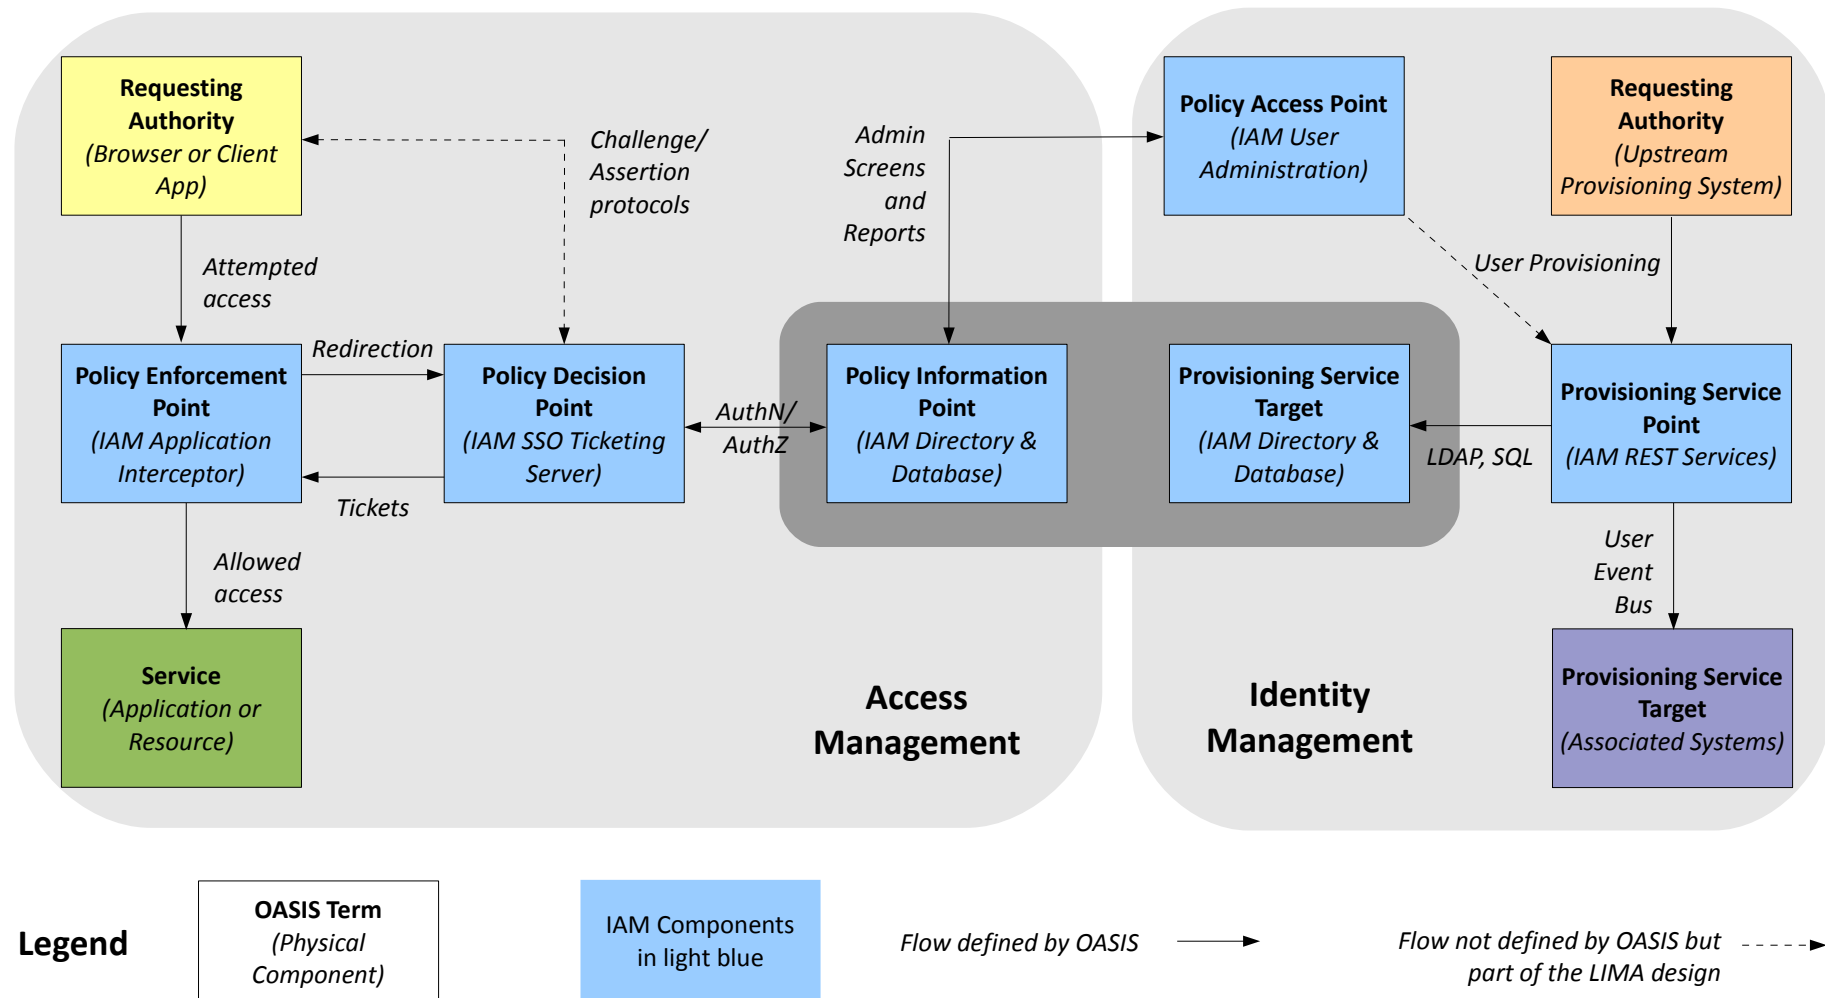 Requesting
Authority
(Browser or Client
App)
Challenge/
Assertion
protocols
Admin
Screens
and
Reports
Policy Access Point
(IAM User
Administration)
Requesting
Authority
(Upstream
Provisioning System)
Attempted
access
User Provisioning
Redirection
Policy Enforcement
Point
(IAM Application
Interceptor)
Policy Decision
Point
(IAM SSO Ticketing
Server)
AuthN/
AuthZ
Policy Information
Point
(IAM Directory &
Database)
Provisioning Service
Target
(IAM Directory &
Database)
LDAP, SQL
Provisioning Service
Point
(IAM REST Services)
Tickets
Allowed
access
User
Event
Bus
Service
(Application or
Resource)
Access
Management
Identity
Management
Provisioning Service
Target
(Associated Systems)
Legend
OASIS Term
(Physical
Component)
IAM Components
in light blue
Flow defined by OASIS
Flow not defined by OASIS but
part of the LIMA design